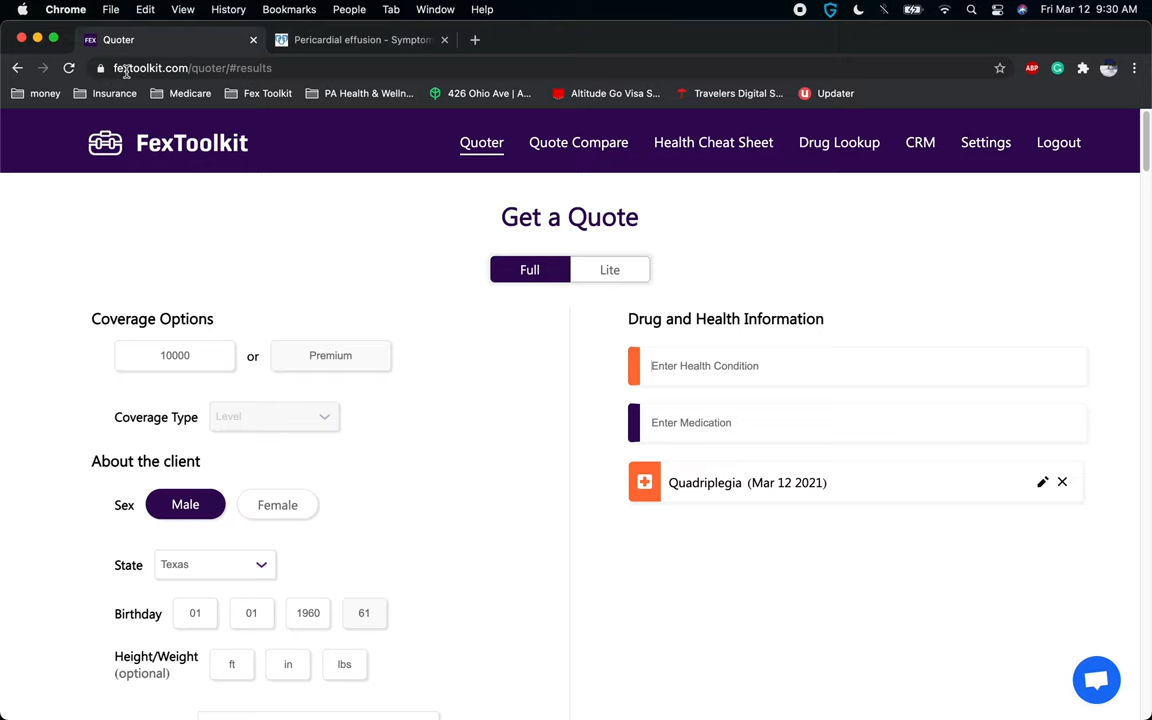 Chrome File Edit View History Bookmarks People Tab Window Help Fri Mar 12 9:30 AM
FEX Quoter Pericardial effusion - Symptom
fextoolkit.com/quoter/#results ABP
money Insurance Medicare Fex Toolkit PA Health & Welln... 426 Ohio Ave | A... Altitude Go Visa S... Travelers Digital S... Updater
FexToolkit Quoter Quote Compare Health Cheat Sheet Drug Lookup CRM Settings Logout
Get a Quote
Full Lite
Coverage Options
10000 or Premium
Coverage Type Level
About the client
Sex Male Female
State Texas
Birthday 01 01 1960 61
Height/Weight ft in lbs
(optional)
Drug and Health Information
Enter Health Condition
Enter Medication
Quadriplegia (Mar 12 2021)